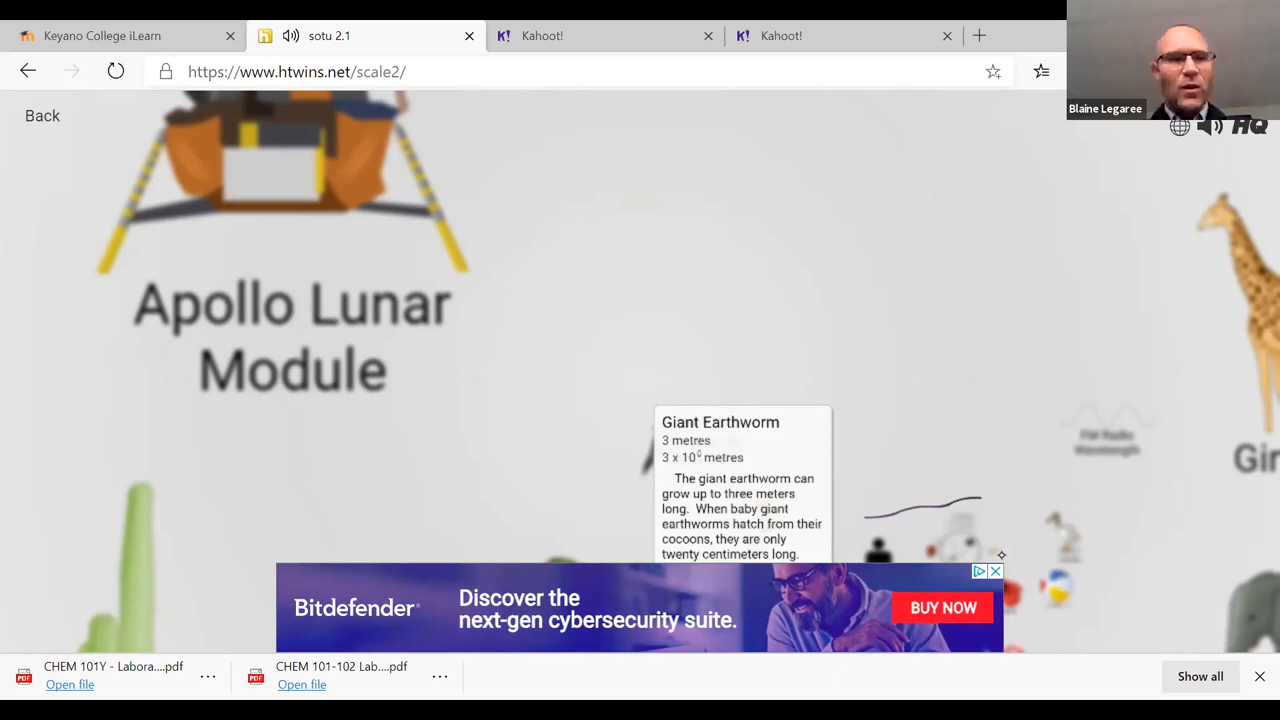 Keyano College iLearn
sotu 2.1
Kahoot!
Kahoot!
https://www.htwins.net/scale2/
Blaine Legaree
Back
HQ
Apollo Lunar
Module
Giant Earthworm
3 metres
3 x 10⁰ metres
The giant earthworm can
grow up to three meters
long. When baby giant
earthworms hatch from their
cocoons, they are only
twenty centimeters long.
FM Radio
Wavelength
Gir
Bitdefender
Discover the
next-gen cybersecurity suite.
BUY NOW
CHEM 101Y - Labora....pdf
Open file
CHEM 101-102 Lab....pdf
Open file
Show all